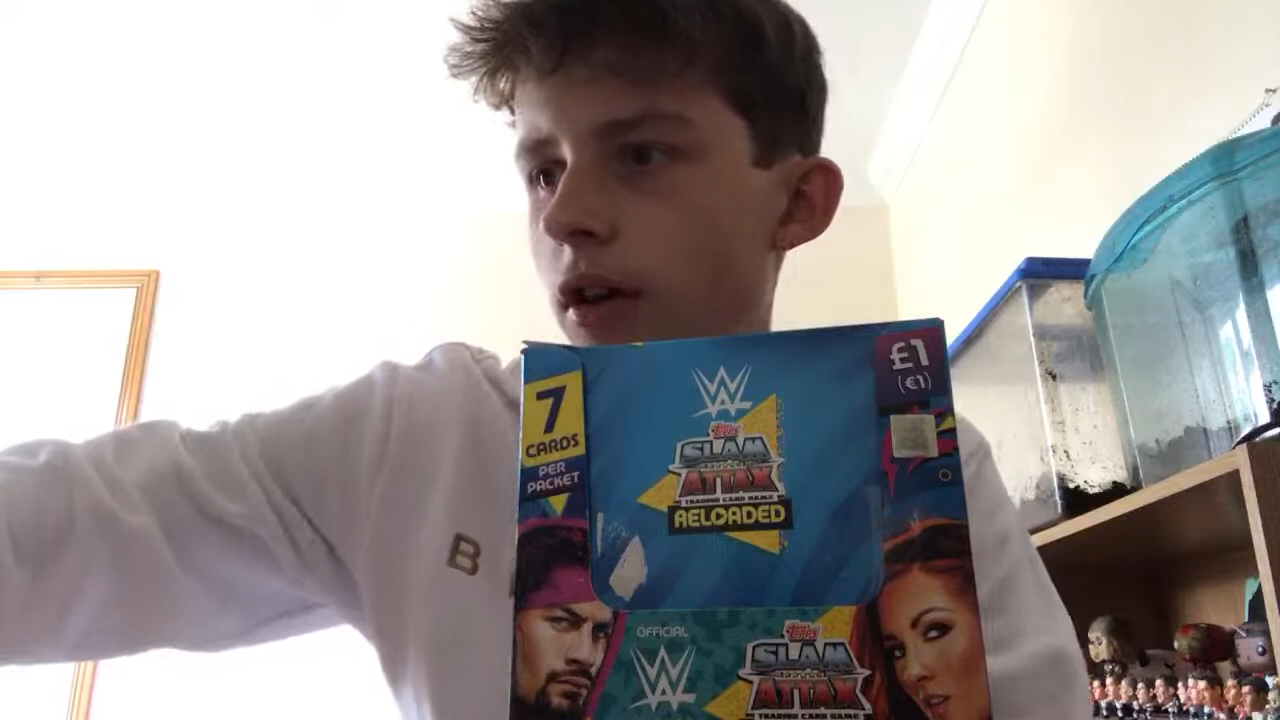 £1
(€1)
7
CARDS
PER
PACKET
W
Topps
SLAM
ATTAX
TRADING CARD GAME
RELOADED
B
OFFICIAL
W
Topps
SLAM
ATTAX
TRADING CARD GAME